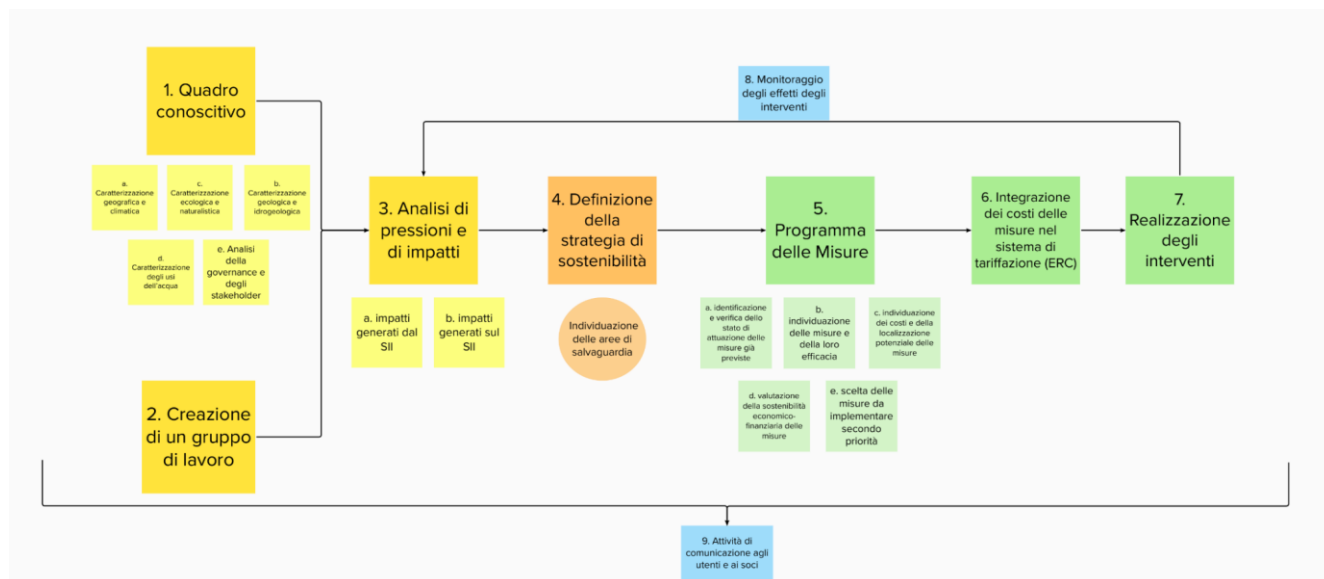 1. Quadro
conoscitivo
a.
Caratterizzazione
geografica e
climatica
c.
Caratterizzazione
ecologica e
naturalistica
b.
Caratterizzazione
geologica e
idrogeologica
d.
Caratterizzazione
degli usi
dell'acqua
e. Analisi
della
governance e
degli
stakeholder
2. Creazione
di un gruppo
di lavoro
3. Analisi di
pressioni e
di impatti
a. impatti
generati dal
SII
b. impatti
generati sul
SII
4. Definizione
della
strategia di
sostenibilità
Individuazione
delle aree di
salvaguardia
8. Monitoraggio
degli effetti degli
interventi
5.
Programma
delle Misure
a. identificazione
e verifica dello
stato di
attuazione delle
misure già
previste
b.
individuazione
delle misure e
della loro
efficacia
c. individuazione
dei costi e della
localizzazione
potenziale delle
misure
d. valutazione
della sostenibilità
economico-
finanziaria delle
misure
e. scelta delle
misure da
implementare
secondo
priorità
6. Integrazione
dei costi delle
misure nel
sistema di
tariffazione (ERC)
7.
Realizzazione
degli
interventi
9. Attività di
comunicazione agli
utenti e ai soci